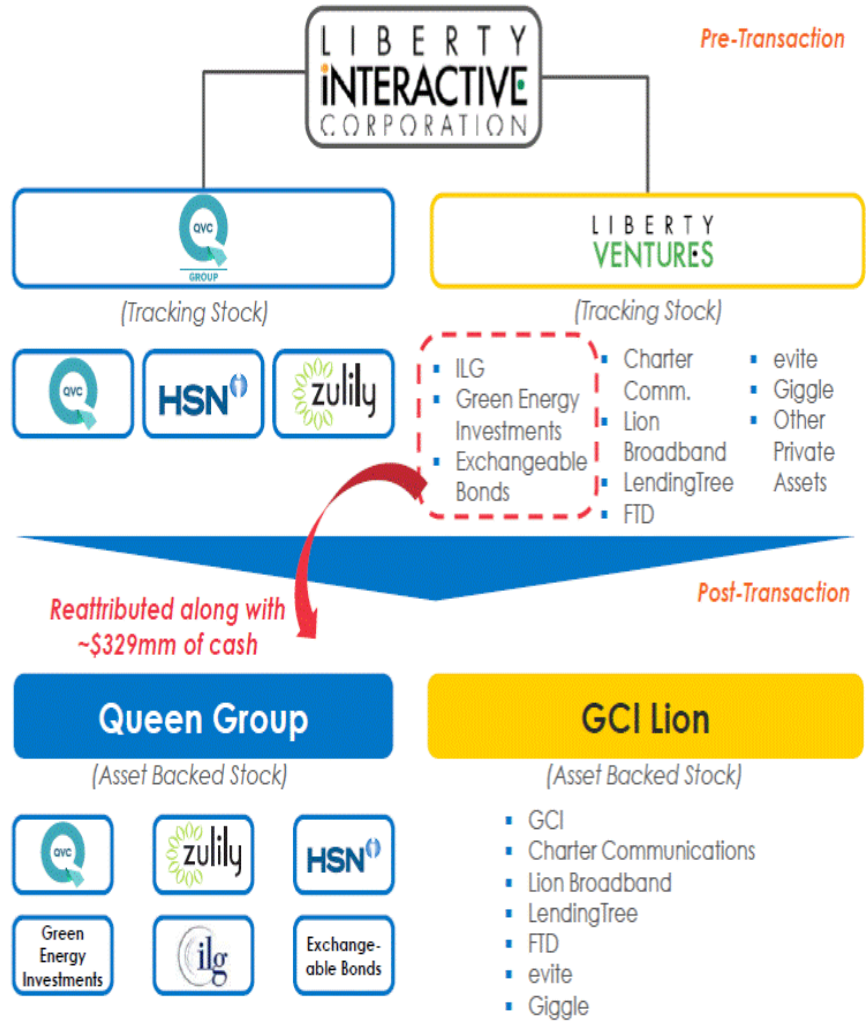 LIBERTY
INTERACTIVE
CORPORATION
Pre-Transaction
QVC
GROUP
LIBERTY
VENTURES
(Tracking Stock)
(Tracking Stock)
QVC
HSN
zulily
▪ ILG
▪ Green Energy
Investments
▪ Exchangeable
Bonds
▪ Charter
Comm.
▪ Lion
Broadband
▪ LendingTree
▪ FTD
▪ evite
▪ Giggle
▪ Other
Private
Assets
Post-Transaction
Reattributed along with
~$329mm of cash
Queen Group
GCI Lion
(Asset Backed Stock)
(Asset Backed Stock)
QVC
zulily
HSN
Green
Energy
Investments
ilg
Exchange-
able Bonds
▪ GCI
▪ Charter Communications
▪ Lion Broadband
▪ LendingTree
▪ FTD
▪ evite
▪ Giggle